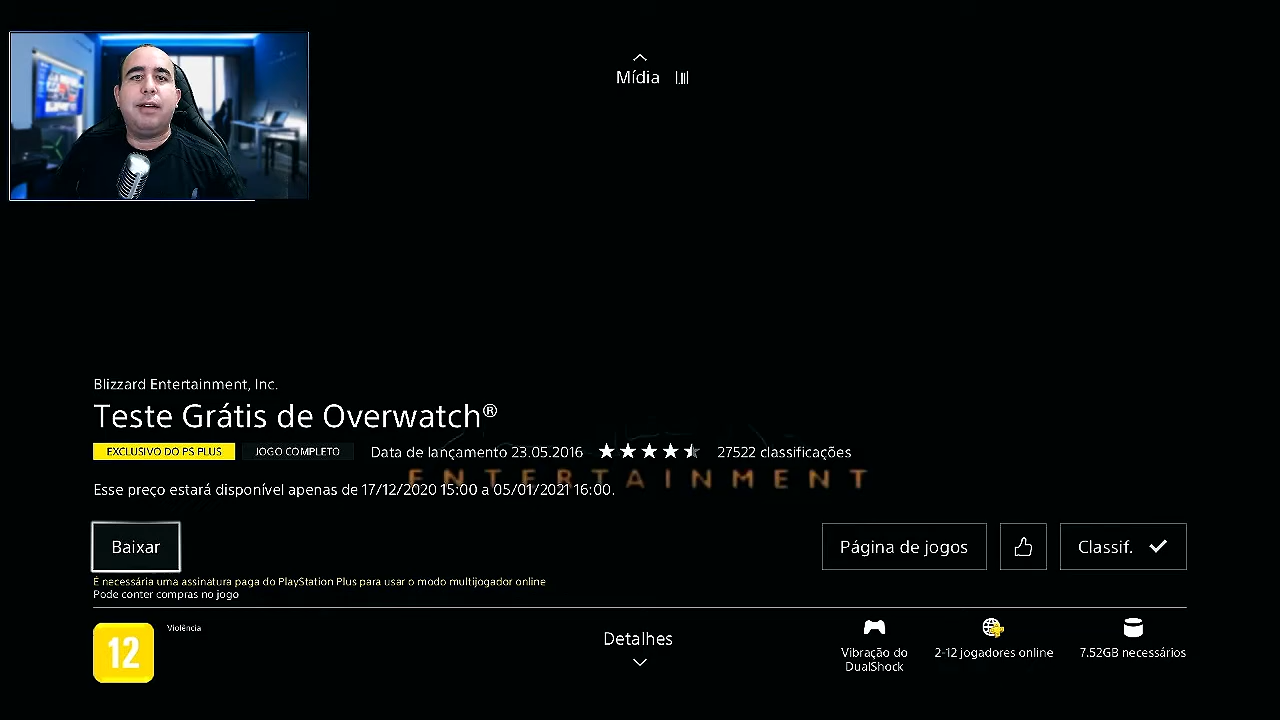 Mídia
Blizzard Entertainment, Inc.
Teste Grátis de Overwatch®
EXCLUSIVO DO PS PLUS JOGO COMPLETO Data de lançamento 23.05.2016 27522 classificações
ENTERTAINMENT
Esse preço estará disponível apenas de 17/12/2020 15:00 a 05/01/2021 16:00.
Baixar Página de jogos Classif.
É necessária uma assinatura paga do PlayStation Plus para usar o modo multijogador online
Pode conter compras no jogo
12 Violência
Detalhes
Vibração do
DualShock
2-12 jogadores online
7.52GB necessários